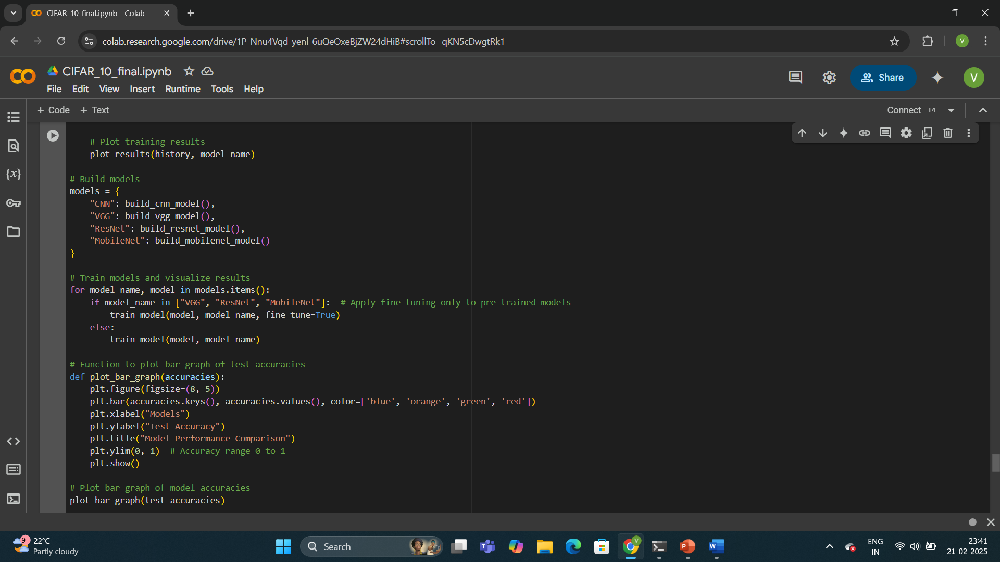 CIFAR_10_final.ipynb - Colab
colab.research.google.com/drive/1P_Nnu4Vqd_yenl_6uQeOxeBjZW24dHiB#scrollTo=qKN5cDwgtRk1
V
CIFAR_10_final.ipynb
File Edit View Insert Runtime Tools Help
Share
V
+ Code + Text
Connect T4
# Plot training results
plot_results(history, model_name)
# Build models
models = {
"CNN": build_cnn_model(),
"VGG": build_vgg_model(),
"ResNet": build_resnet_model(),
"MobileNet": build_mobilenet_model()
}
# Train models and visualize results
for model_name, model in models.items():
if model_name in ["VGG", "ResNet", "MobileNet"]:  # Apply fine-tuning only to pre-trained models
train_model(model, model_name, fine_tune=True)
else:
train_model(model, model_name)
# Function to plot bar graph of test accuracies
def plot_bar_graph(accuracies):
plt.figure(figsize=(8, 5))
plt.bar(accuracies.keys(), accuracies.values(), color=['blue', 'orange', 'green', 'red'])
plt.xlabel("Models")
plt.ylabel("Test Accuracy")
plt.title("Model Performance Comparison")
plt.ylim(0, 1)  # Accuracy range 0 to 1
plt.show()
# Plot bar graph of model accuracies
plot_bar_graph(test_accuracies)
9+
22°C
Partly cloudy
Search
ENG
IN
23:41
21-02-2025